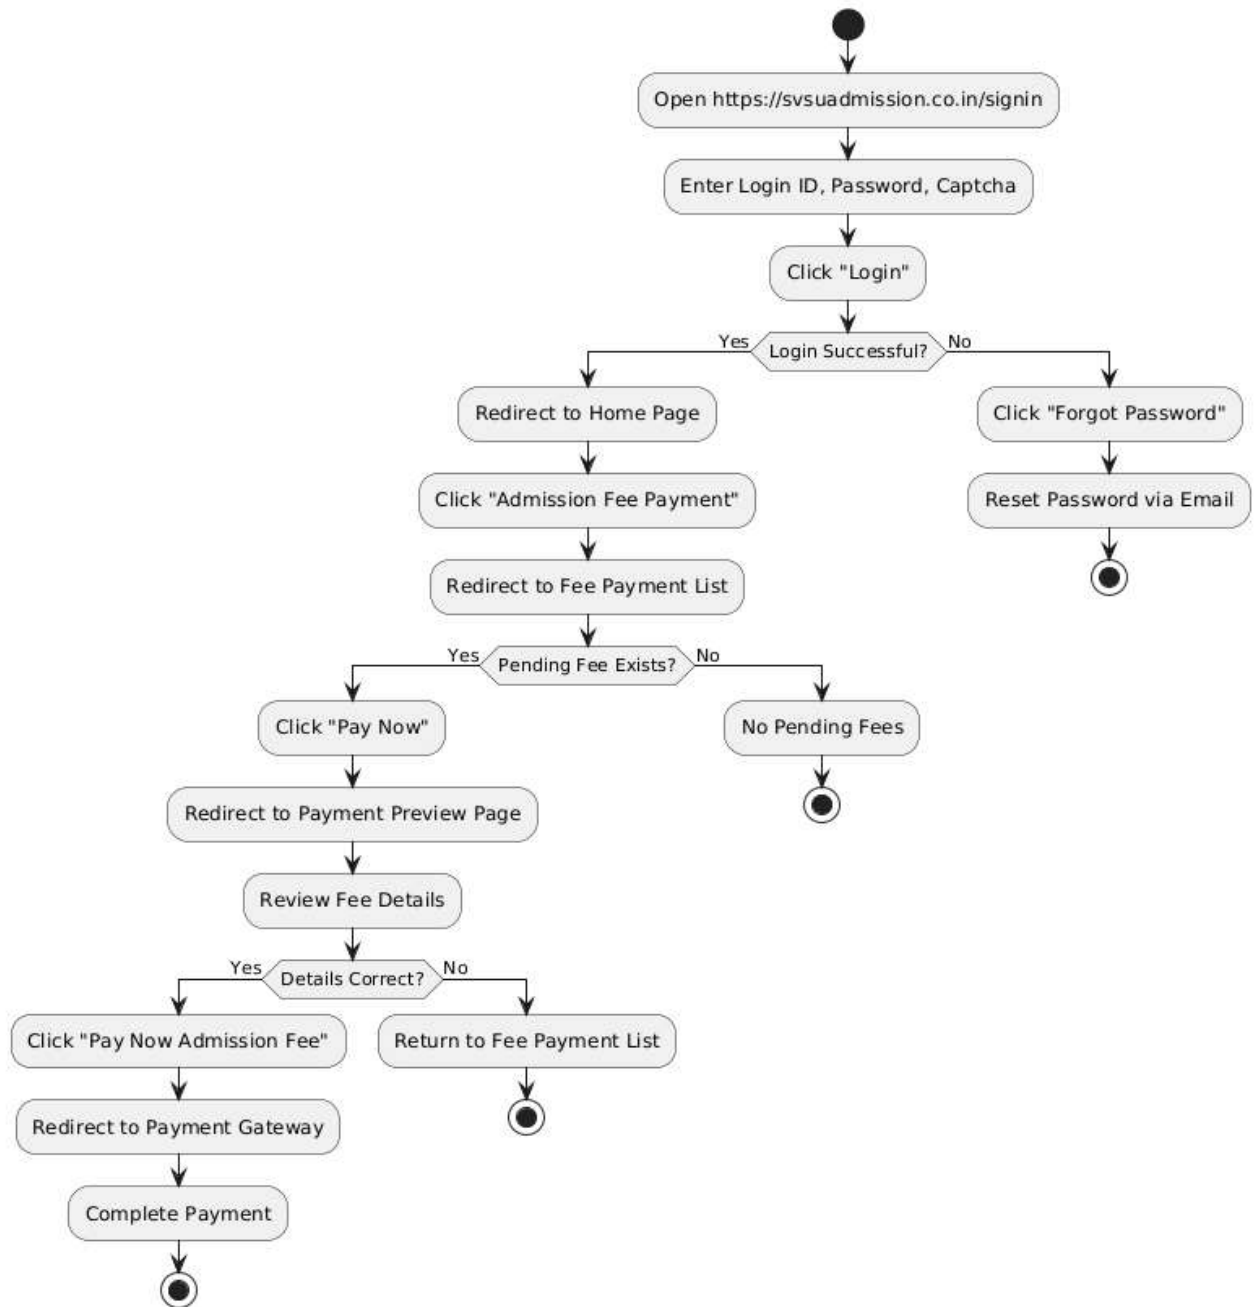 Open https://svsuadmission.co.in/signin
Enter Login ID, Password, Captcha
Click "Login"
Yes
Login Successful?
No
Redirect to Home Page
Click "Forgot Password"
Click "Admission Fee Payment"
Reset Password via Email
Redirect to Fee Payment List
Yes
Pending Fee Exists?
No
Click "Pay Now"
No Pending Fees
Redirect to Payment Preview Page
Review Fee Details
Yes
Details Correct?
No
Click "Pay Now Admission Fee"
Return to Fee Payment List
Redirect to Payment Gateway
Complete Payment